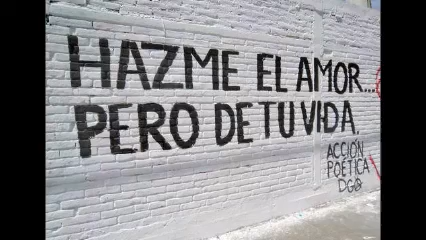 HAZME EL AMOR...
PERO DE TU VIDA.
ACCIÓN
POÉTICA
DGO